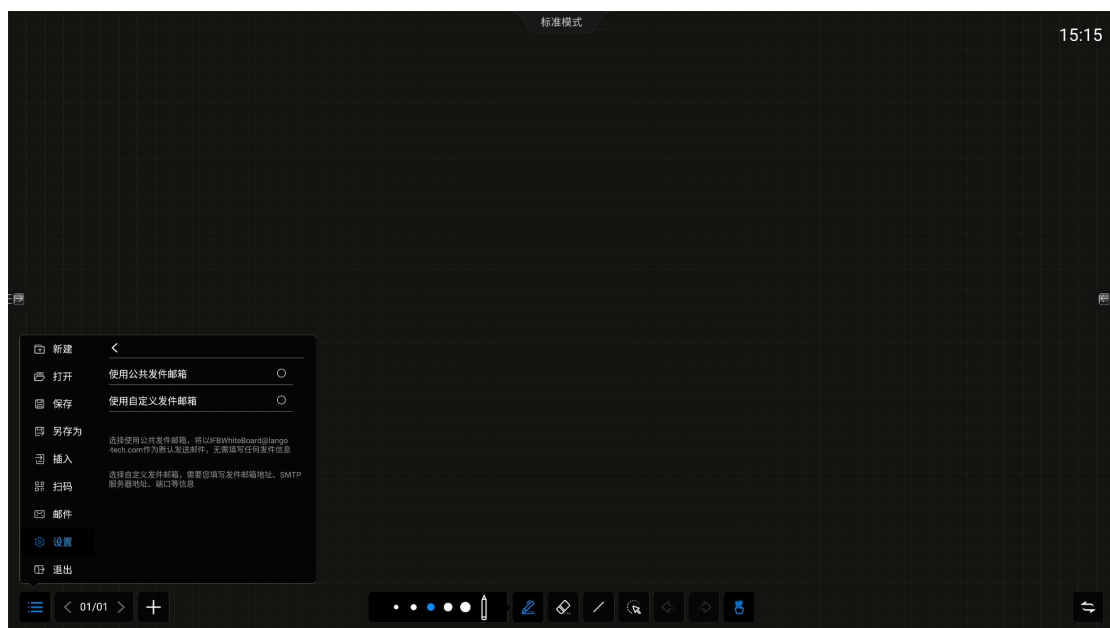 标准模式
15:15
新建
打开
保存
另存为
插入
扫码
邮件
设置
退出
使用公共发件邮箱
使用自定义发件邮箱
选择使用公共发件邮箱，将以IFBWhiteBoard@lango
-tech.com作为默认发送邮件，无需填写任何发件信息
选择自定义发件邮箱，需要您填写发件邮箱地址、SMTP
服务器地址、端口等信息
01/01